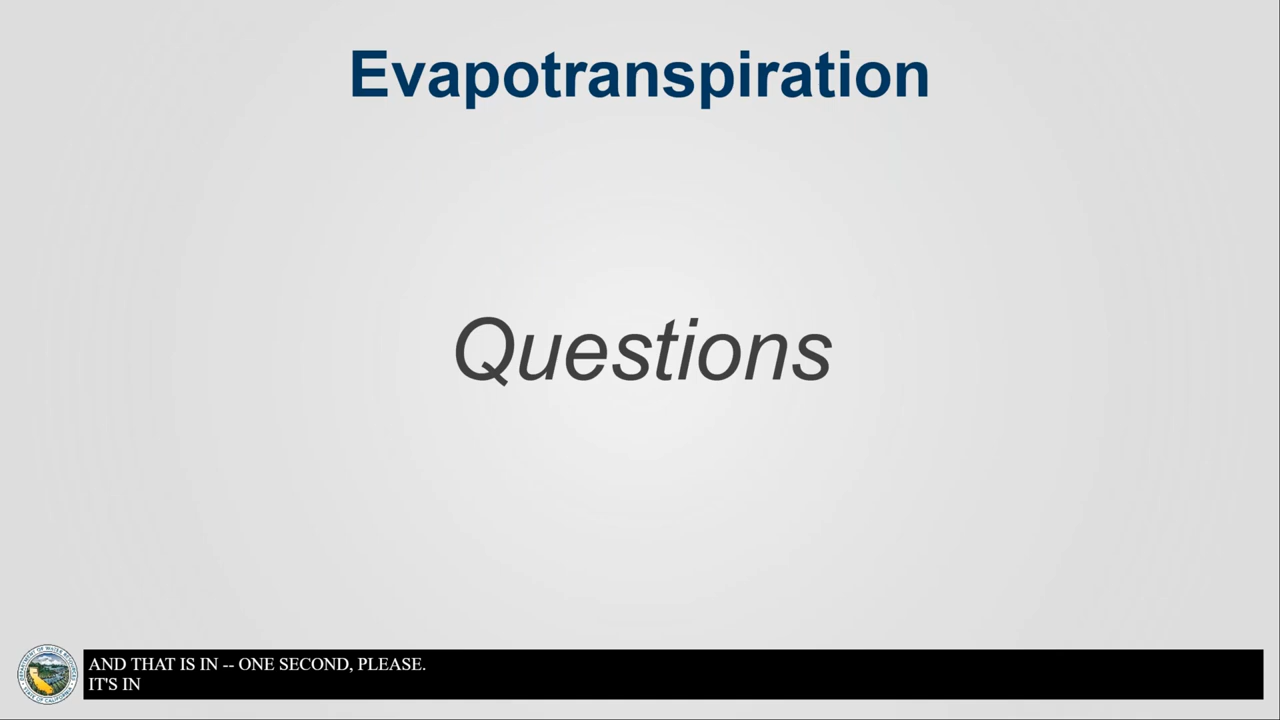 Evapotranspiration
Questions
AND THAT IS IN -- ONE SECOND, PLEASE.
IT'S IN